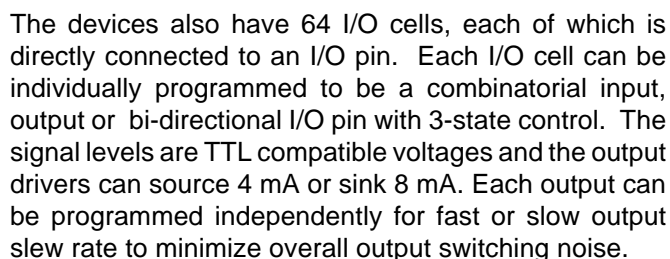 The devices also have 64 I/O cells, each of which is
directly connected to an I/O pin. Each I/O cell can be
individually programmed to be a combinatorial input,
output or bi-directional I/O pin with 3-state control. The
signal levels are TTL compatible voltages and the output
drivers can source 4 mA or sink 8 mA. Each output can
be programmed independently for fast or slow output
slew rate to minimize overall output switching noise.